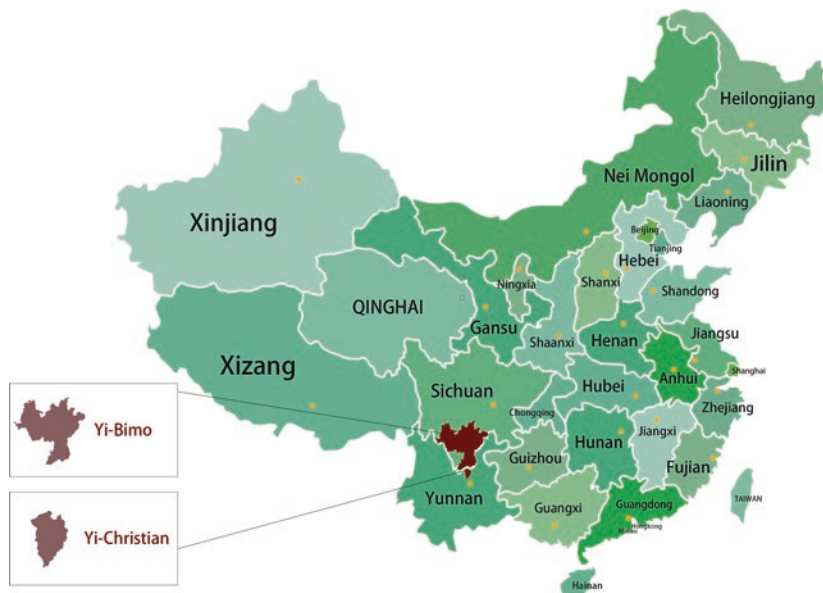 Heilongjiang
Jilin
Nei Mongol
Liaoning
Xinjiang
Beijing
Tianjing
Hebei
Ningxia
Shanxi
Shandong
QINGHAI
Gansu
Shaanxi
Henan
Jiangsu
Xizang
Anhui
Shanghai
Sichuan
Hubei
Chongqing
Zhejiang
Yi-Bimo
Hunan
Jiangxi
Guizhou
Fujian
Yunnan
Guangxi
Guangdong
TAIWAN
Hongkong
Yi-Christian
Hainan